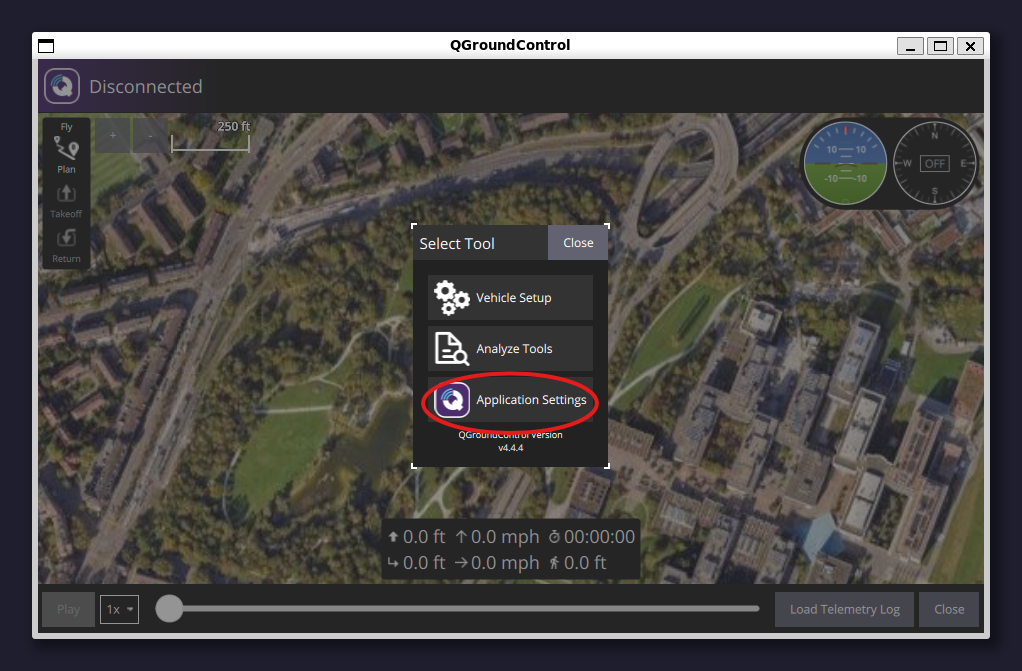 QGroundControl
Disconnected
Fly
+ -
250 ft
Plan
Takeoff
Return
10 10
-10 -10
N
W OFF E
S
Select Tool Close
Vehicle Setup
Analyze Tools
Application Settings
QGroundControl Version
v4.4.4
0.0 ft 0.0 mph 00:00:00
0.0 ft 0.0 mph 0.0 ft
Play 1x Load Telemetry Log Close